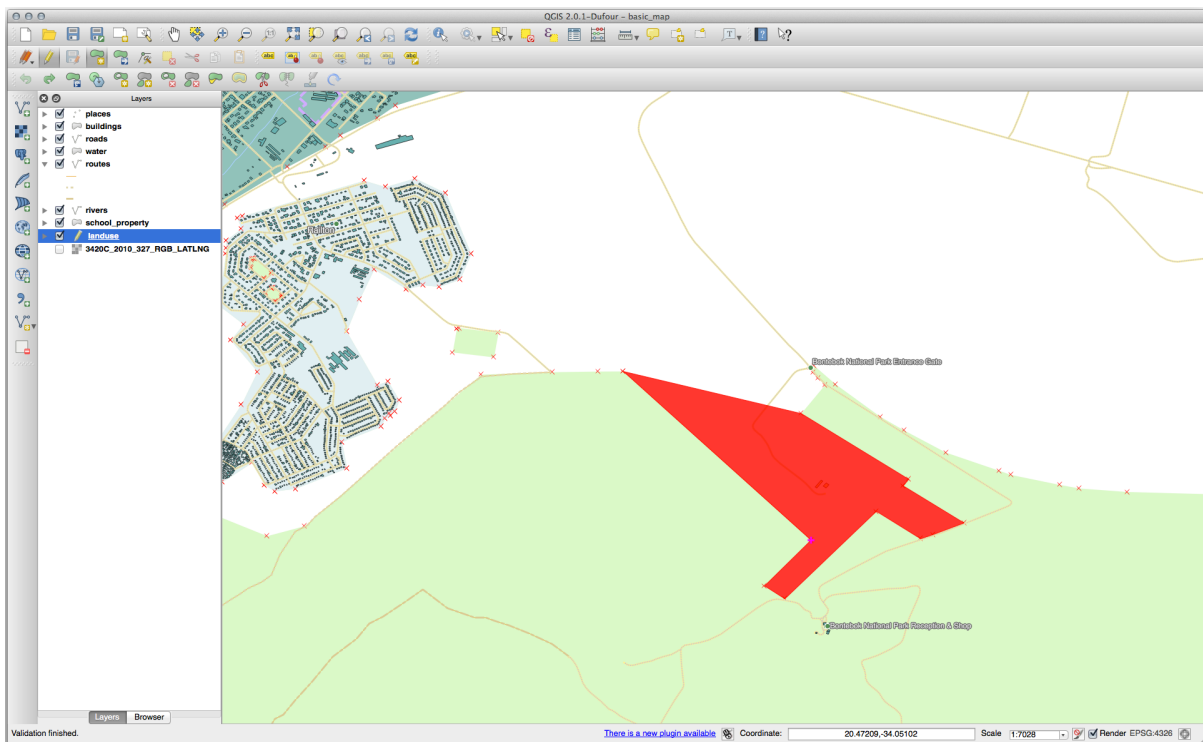 QGIS 2.0.1-Dufour - basic_map
Layers
places
buildings
roads
water
routes
rivers
school_property
landuse
3420C_2010_327_RGB_LATLNG
Railton
Bontebok National Park Entrance Gate
Bontebok National Park Reception & Shop
Layers Browser
Validation finished. There is a new plugin available Coordinate: 20.47209,-34.05102 Scale 1:7028 Render EPSG:4326